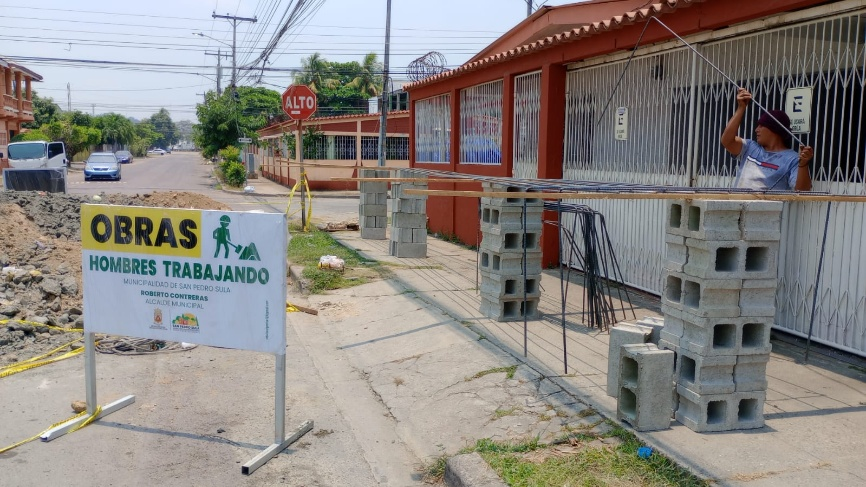 OBRAS
HOMBRES TRABAJANDO
MUNICIPALIDAD DE SAN PEDRO SULA
ROBERTO CONTRERAS
ALCALDE MUNICIPAL
ALTO
E